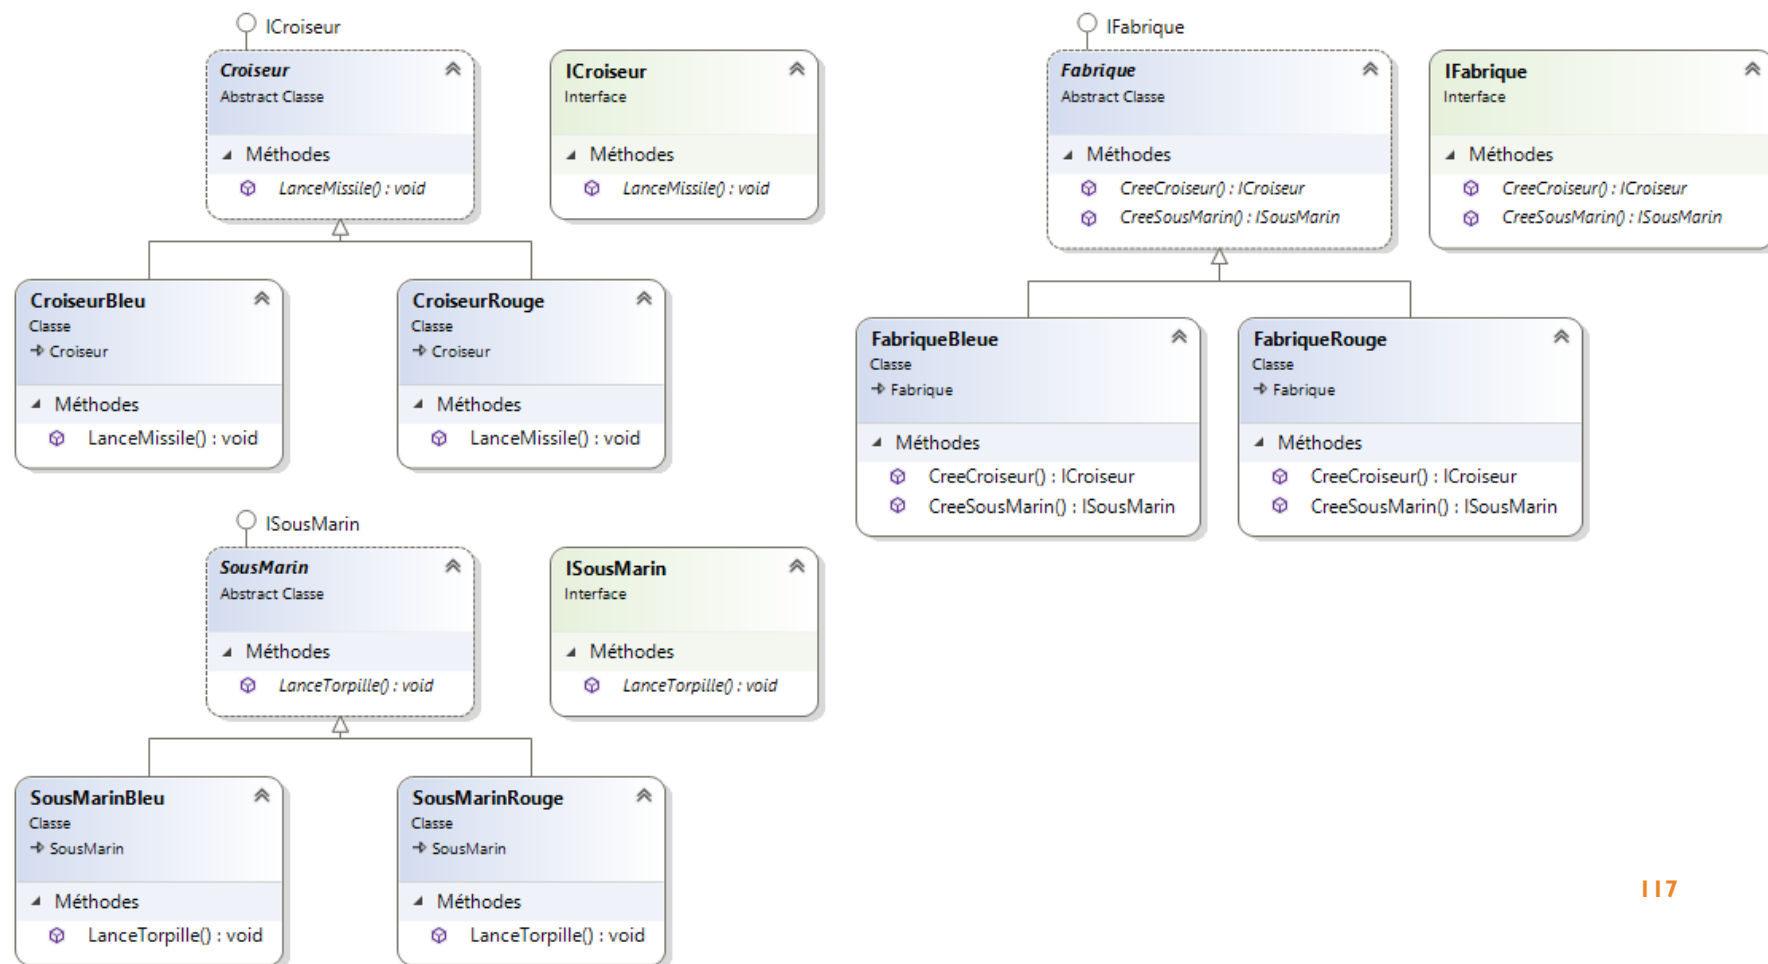 ICroiseur
Croiseur
Abstract Classe
Méthodes
LanceMissile() : void
ICroiseur
Interface
Méthodes
LanceMissile() : void
CroiseurBleu
Classe
Croiseur
Méthodes
LanceMissile() : void
CroiseurRouge
Classe
Croiseur
Méthodes
LanceMissile() : void
ISousMarin
SousMarin
Abstract Classe
Méthodes
LanceTorpille() : void
ISousMarin
Interface
Méthodes
LanceTorpille() : void
SousMarinBleu
Classe
SousMarin
Méthodes
LanceTorpille() : void
SousMarinRouge
Classe
SousMarin
Méthodes
LanceTorpille() : void
IFabrique
Fabrique
Abstract Classe
Méthodes
CreeCroiseur() : ICroiseur
CreeSousMarin() : ISousMarin
IFabrique
Interface
Méthodes
CreeCroiseur() : ICroiseur
CreeSousMarin() : ISousMarin
FabriqueBleue
Classe
Fabrique
Méthodes
CreeCroiseur() : ICroiseur
CreeSousMarin() : ISousMarin
FabriqueRouge
Classe
Fabrique
Méthodes
CreeCroiseur() : ICroiseur
CreeSousMarin() : ISousMarin
117